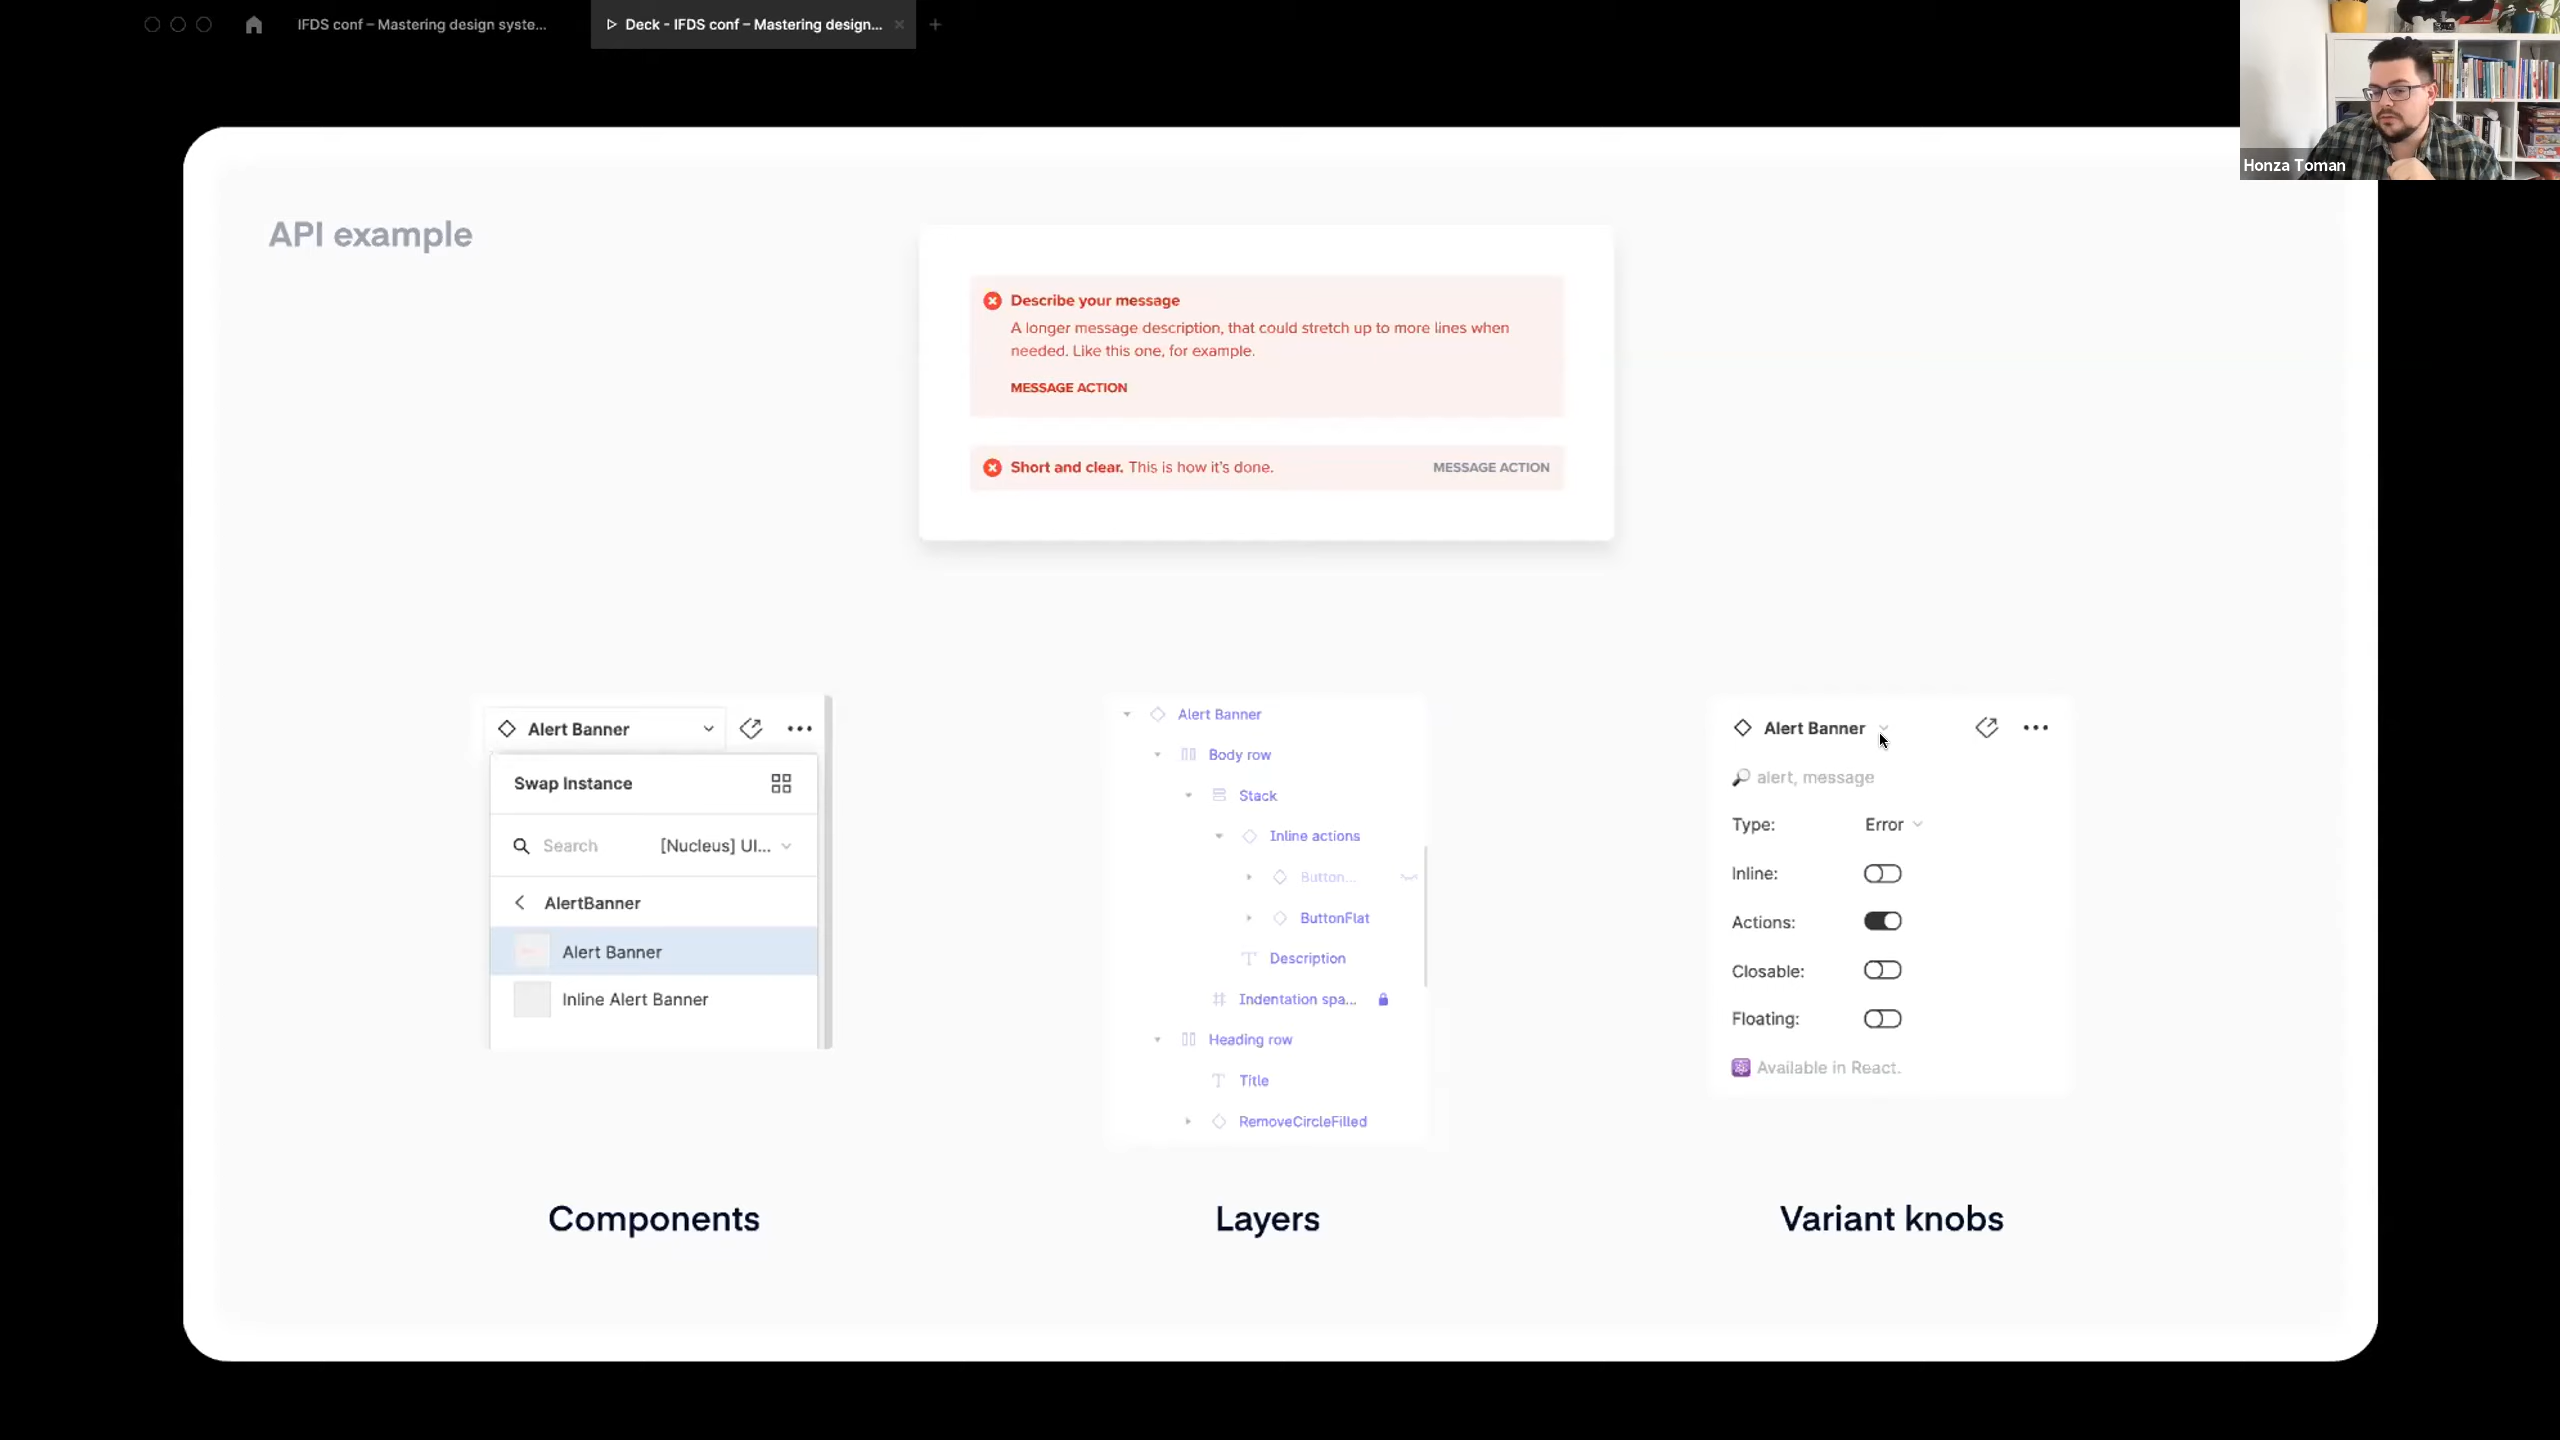 IFDS conf – Mastering design syste...
Deck - IFDS conf – Mastering design...
Honza Toman
API example
Describe your message
A longer message description, that could stretch up to more lines when
needed. Like this one, for example.
MESSAGE ACTION
Short and clear. This is how it's done.
MESSAGE ACTION
Alert Banner
Swap Instance
Search
[Nucleus] UI...
AlertBanner
Alert Banner
Inline Alert Banner
Components
Alert Banner
Body row
Stack
Inline actions
Button...
ButtonFlat
Description
Indentation spa...
Heading row
Title
RemoveCircleFilled
Layers
Alert Banner
🔎 alert, message
Type: Error
Inline:
Actions:
Closable:
Floating:
⚛️ Available in React.
Variant knobs